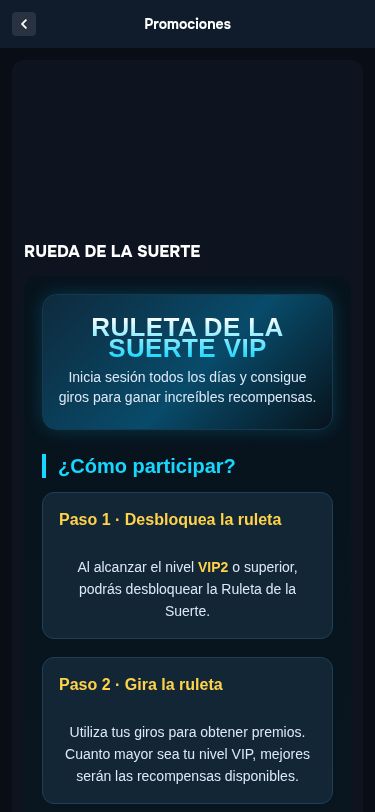 Promociones
RUEDA DE LA SUERTE
RULETA DE LA
SUERTE VIP
Inicia sesión todos los días y consigue
giros para ganar increíbles recompensas.
¿Cómo participar?
Paso 1 · Desbloquea la ruleta
Al alcanzar el nivel VIP2 o superior,
podrás desbloquear la Ruleta de la
Suerte.
Paso 2 · Gira la ruleta
Utiliza tus giros para obtener premios.
Cuanto mayor sea tu nivel VIP, mejores
serán las recompensas disponibles.